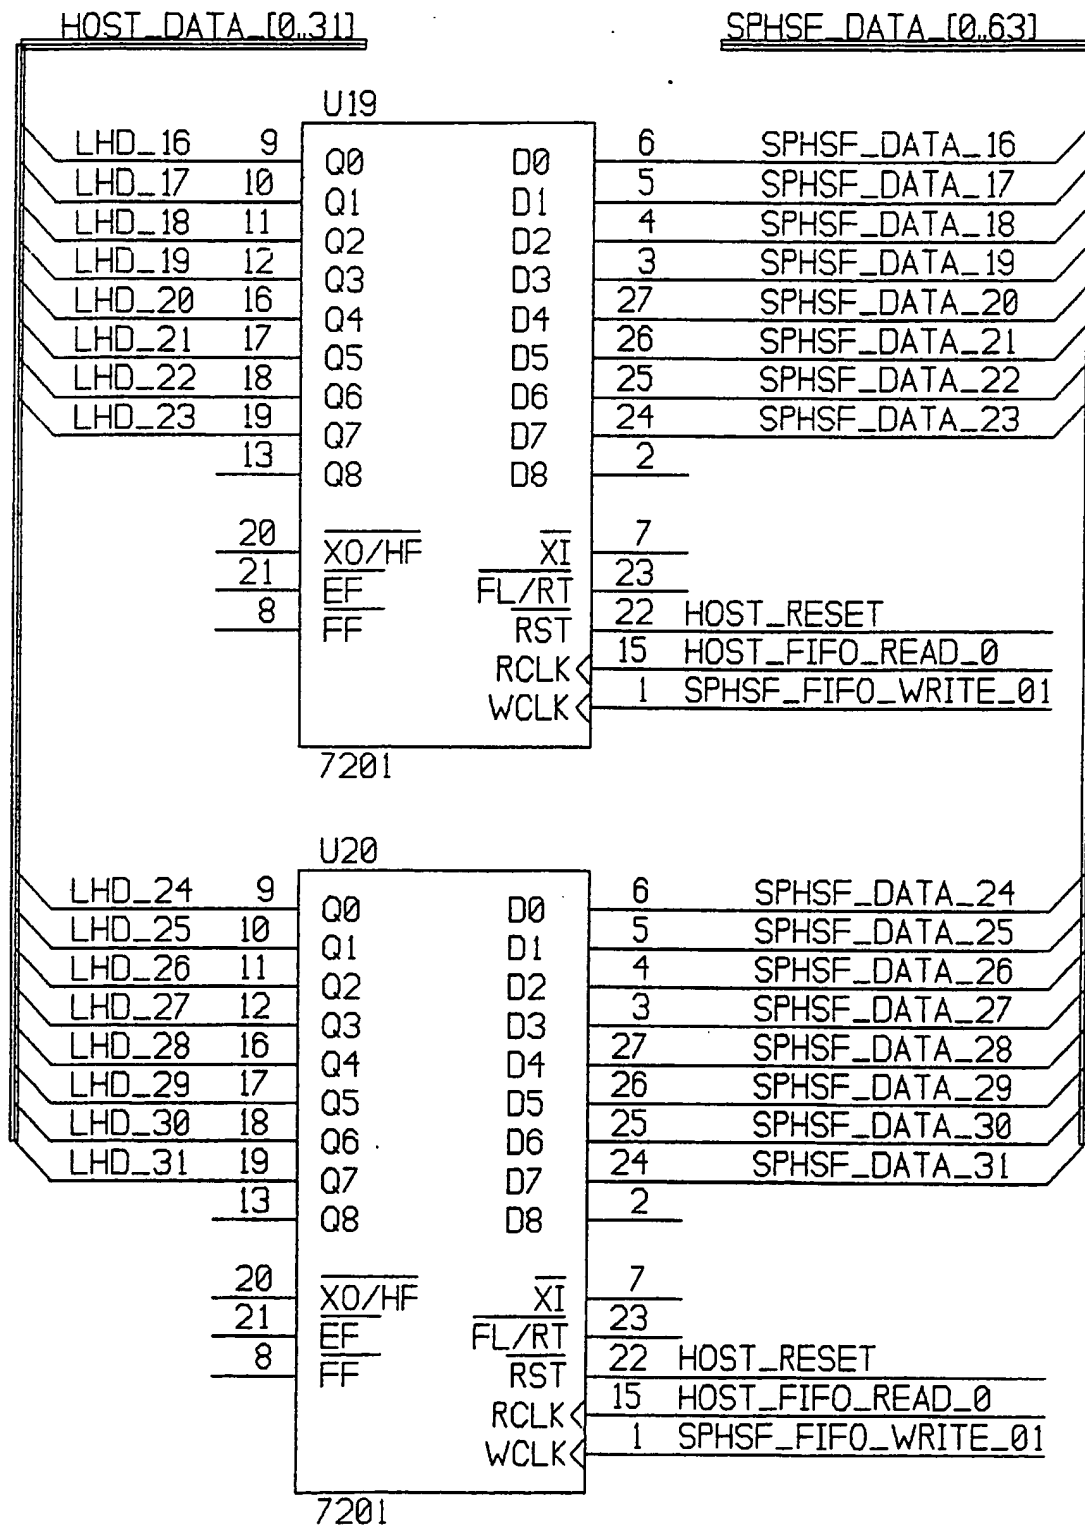 HOST_DATA_[0..31] SPHSF_DATA_[0..63]
U19
LHD_16 9 Q0 D0 6 SPHSF_DATA_16
LHD_17 10 Q1 D1 5 SPHSF_DATA_17
LHD_18 11 Q2 D2 4 SPHSF_DATA_18
LHD_19 12 Q3 D3 3 SPHSF_DATA_19
LHD_20 16 Q4 D4 27 SPHSF_DATA_20
LHD_21 17 Q5 D5 26 SPHSF_DATA_21
LHD_22 18 Q6 D6 25 SPHSF_DATA_22
LHD_23 19 Q7 D7 24 SPHSF_DATA_23
13 Q8 D8 2
20 XO/HF XI 7
21 EF FL/RT 23
8 FF RST 22 HOST_RESET
RCLK 15 HOST_FIFO_READ_0
WCLK 1 SPHSF_FIFO_WRITE_01
7201
U20
LHD_24 9 Q0 D0 6 SPHSF_DATA_24
LHD_25 10 Q1 D1 5 SPHSF_DATA_25
LHD_26 11 Q2 D2 4 SPHSF_DATA_26
LHD_27 12 Q3 D3 3 SPHSF_DATA_27
LHD_28 16 Q4 D4 27 SPHSF_DATA_28
LHD_29 17 Q5 D5 26 SPHSF_DATA_29
LHD_30 18 Q6 D6 25 SPHSF_DATA_30
LHD_31 19 Q7 D7 24 SPHSF_DATA_31
13 Q8 D8 2
20 XO/HF XI 7
21 EF FL/RT 23
8 FF RST 22 HOST_RESET
RCLK 15 HOST_FIFO_READ_0
WCLK 1 SPHSF_FIFO_WRITE_01
7201